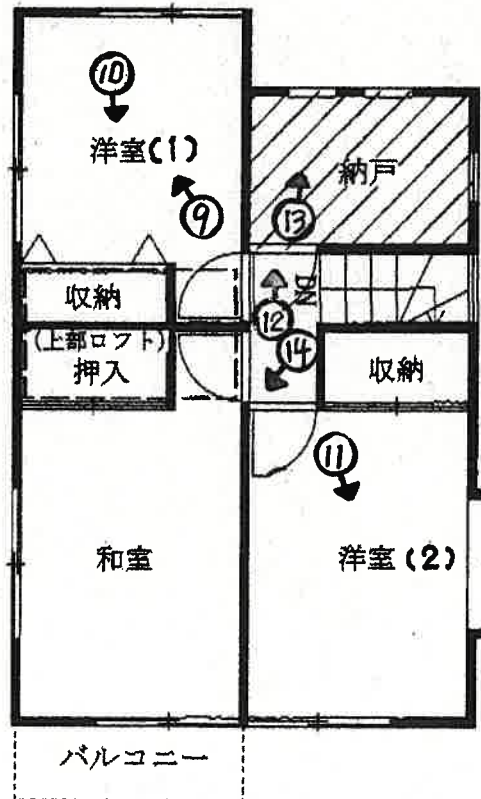 ⑩
洋室(1)
⑨
納戸
⑬
収納
DN
⑫
(上部ロフト)
押入
⑭
収納
⑪
和室
洋室(2)
バルコニー